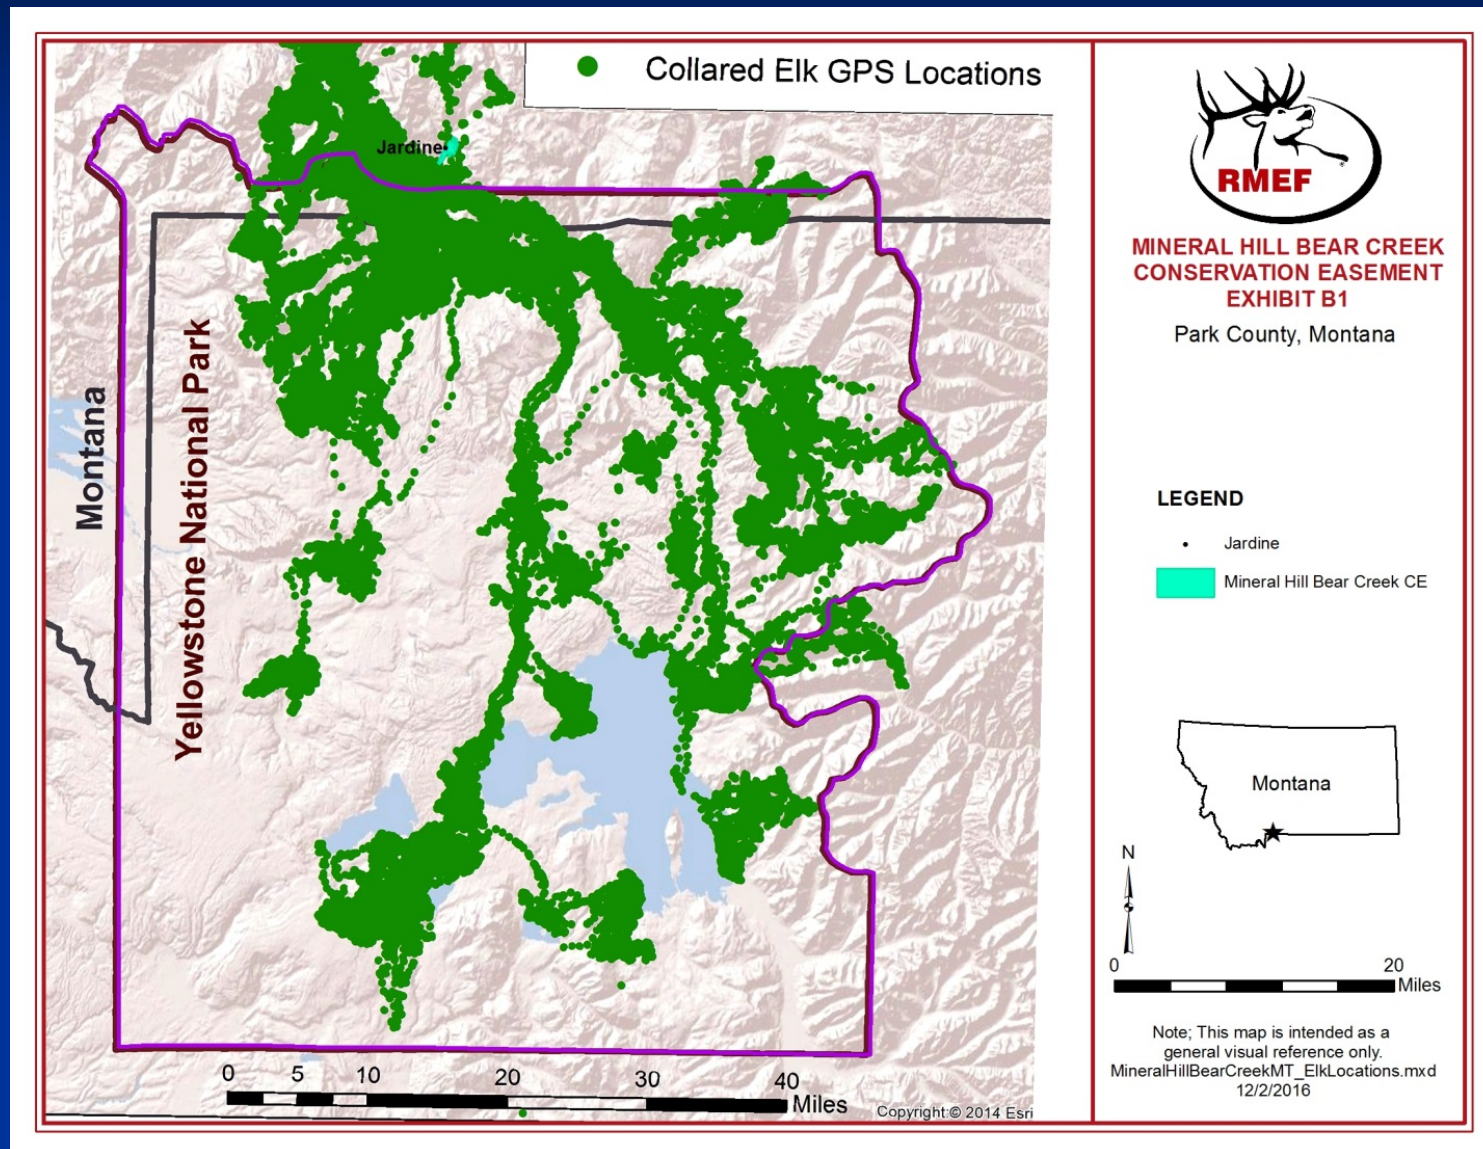 Collared Elk GPS Locations
Jardine
Montana
Yellowstone National Park
0 5 10 20 30 40
Miles
Copyright:© 2014 Esri
RMEF
®
MINERAL HILL BEAR CREEK
CONSERVATION EASEMENT
EXHIBIT B1
Park County, Montana
LEGEND
Jardine
Mineral Hill Bear Creek CE
Montana
N
0 20
Miles
Note; This map is intended as a
general visual reference only.
MineralHillBearCreekMT_ElkLocations.mxd
12/2/2016